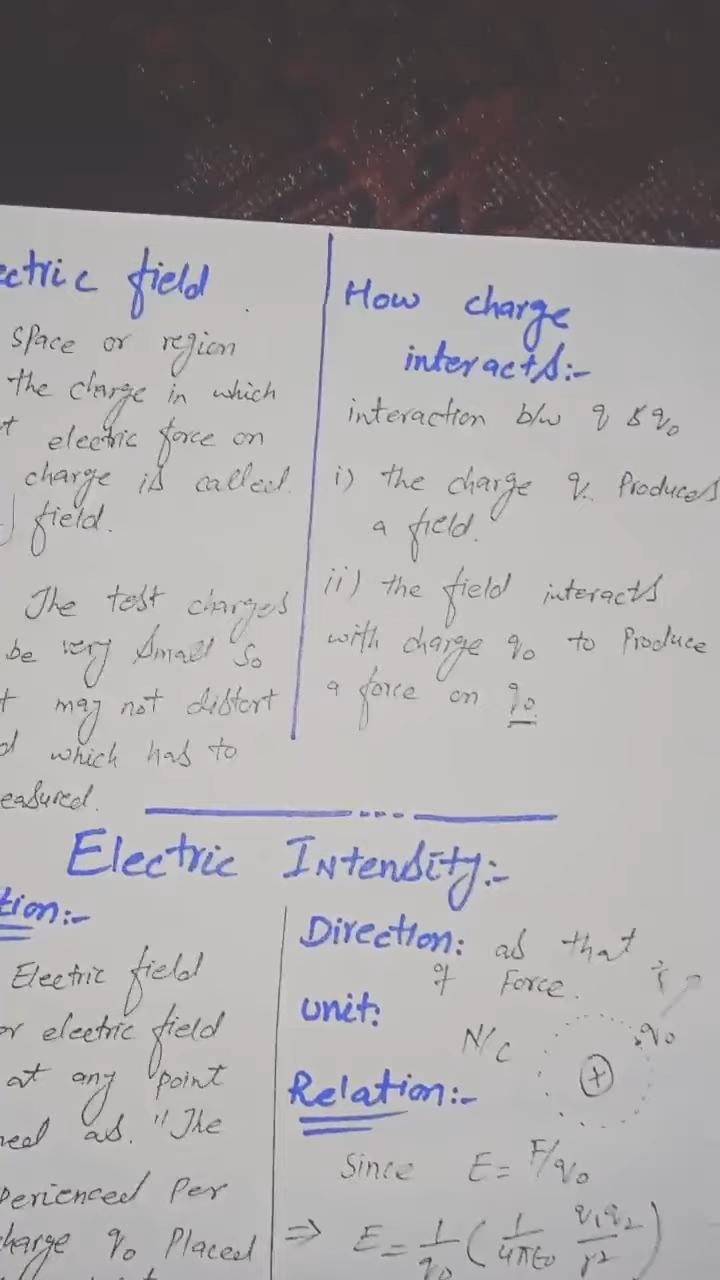 ectric field
space or region
the charge in which
electric force on
charge is called
field.
The test charges
be very small so
may not distort
which has to
easured.
How charge
interacts:-
interaction b/w q & q₀
i) the charge q. Produces
a field.
ii) the field interacts
with charge q₀ to Produce
a force on q₀.
Electric Intensity:-
tion:-
Electric field
or electric field
at any point
ned as. "The
perienced Per
charge q₀ Placed
Direction: as that
of Force.
unit:
N/C
q₀
+
Relation:-
Since E = F/q₀
⇒ E = 1/q₀ ( 1/4πε₀ q₁q₂/r² )